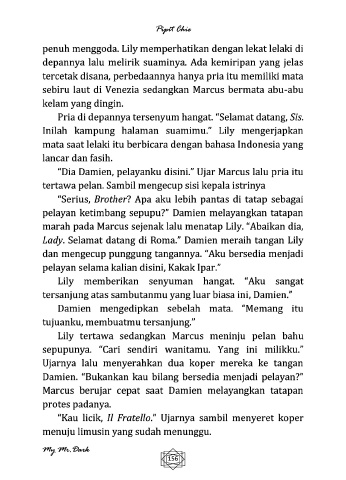 Pipit Chie
penuh menggoda. Lily memperhatikan dengan lekat lelaki di
depannya lalu melirik suaminya. Ada kemiripan yang jelas
tercetak disana, perbedaannya hanya pria itu memiliki mata
sebiru laut di Venezia sedangkan Marcus bermata abu-abu
kelam yang dingin.
Pria di depannya tersenyum hangat. “Selamat datang, Sis.
Inilah kampung halaman suamimu.” Lily mengerjapkan
mata saat lelaki itu berbicara dengan bahasa Indonesia yang
lancar dan fasih.
“Dia Damien, pelayanku disini.” Ujar Marcus lalu pria itu
tertawa pelan. Sambil mengecup sisi kepala istrinya
“Serius, Brother? Apa aku lebih pantas di tatap sebagai
pelayan ketimbang sepupu?” Damien melayangkan tatapan
marah pada Marcus sejenak lalu menatap Lily. “Abaikan dia,
Lady. Selamat datang di Roma.” Damien meraih tangan Lily
dan mengecup punggung tangannya. “Aku bersedia menjadi
pelayan selama kalian disini, Kakak Ipar.”
Lily memberikan senyuman hangat. “Aku sangat
tersanjung atas sambutanmu yang luar biasa ini, Damien.”
Damien mengedipkan sebelah mata. “Memang itu
tujuanku, membuatmu tersanjung.”
Lily tertawa sedangkan Marcus meninju pelan bahu
sepupunya. “Cari sendiri wanitamu. Yang ini milikku.”
Ujarnya lalu menyerahkan dua koper mereka ke tangan
Damien. “Bukankan kau bilang bersedia menjadi pelayan?”
Marcus berujar cepat saat Damien melayangkan tatapan
protes padanya.
“Kau licik, Il Fratello.” Ujarnya sambil menyeret koper
menuju limusin yang sudah menunggu.
My Mr.Dark
156